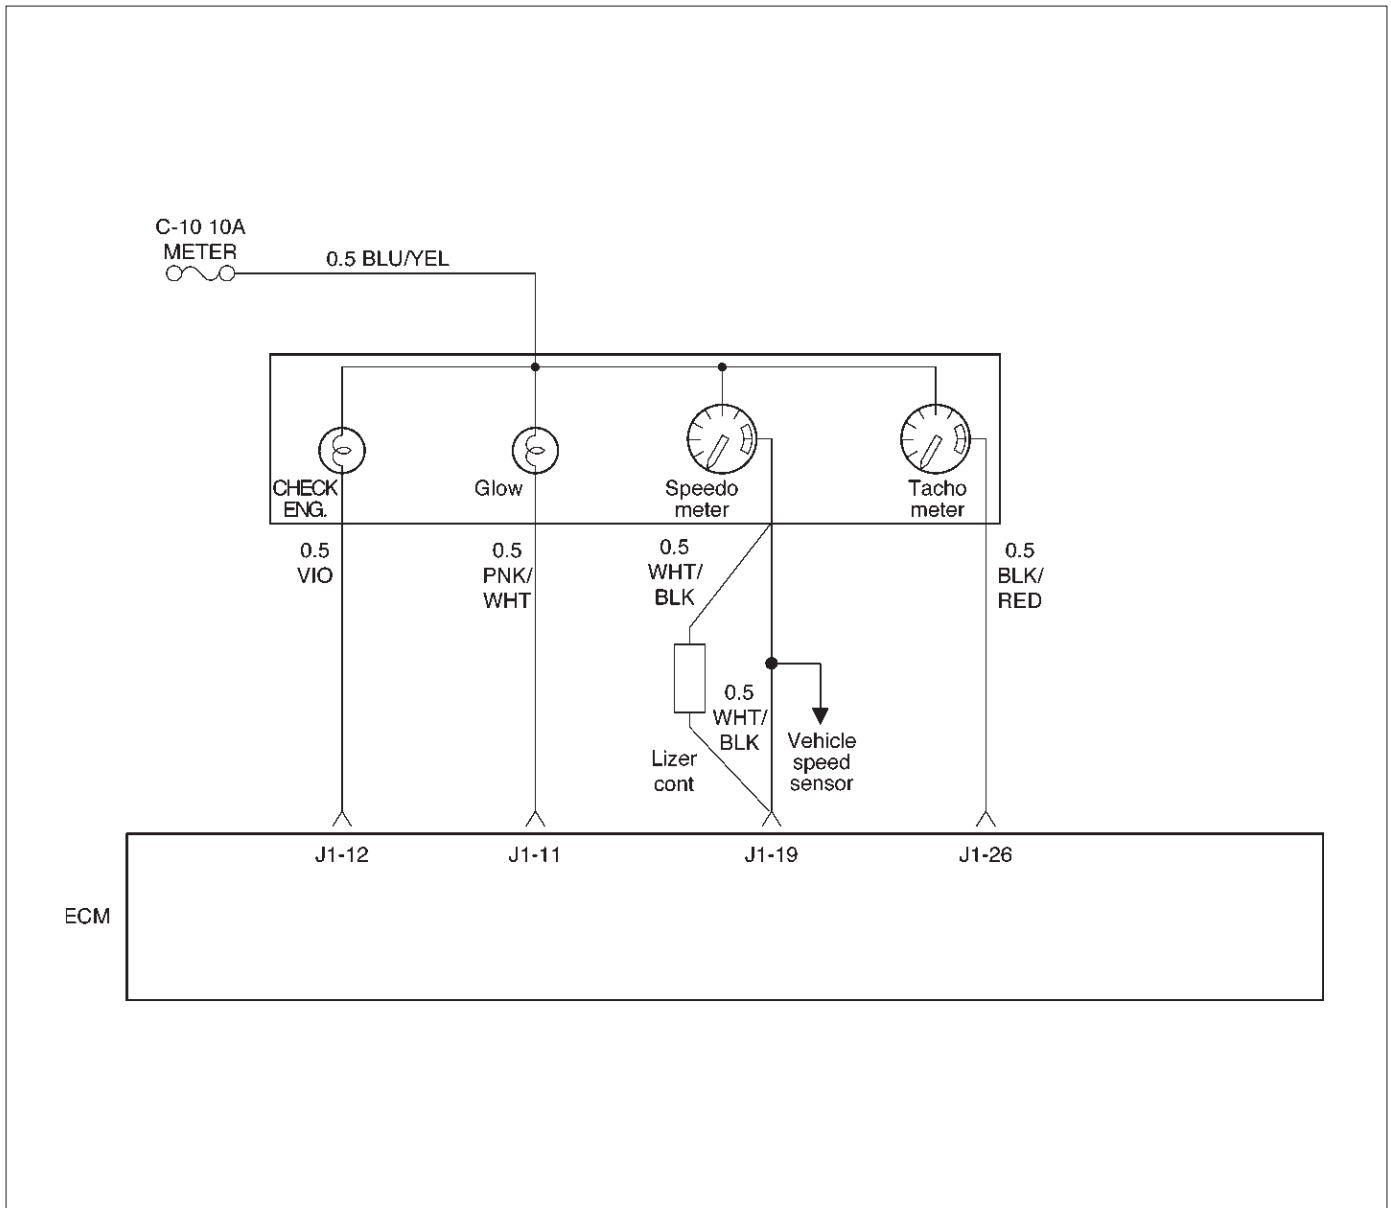 C-10 10A
METER
0.5 BLU/YEL
CHECK
ENG.
Glow
Speedo
meter
Tacho
meter
0.5
VIO
0.5
PNK/
WHT
0.5
WHT/
BLK
0.5
BLK/
RED
0.5
WHT/
BLK
Lizer
cont
Vehicle
speed
sensor
J1-12
J1-11
J1-19
J1-26
ECM